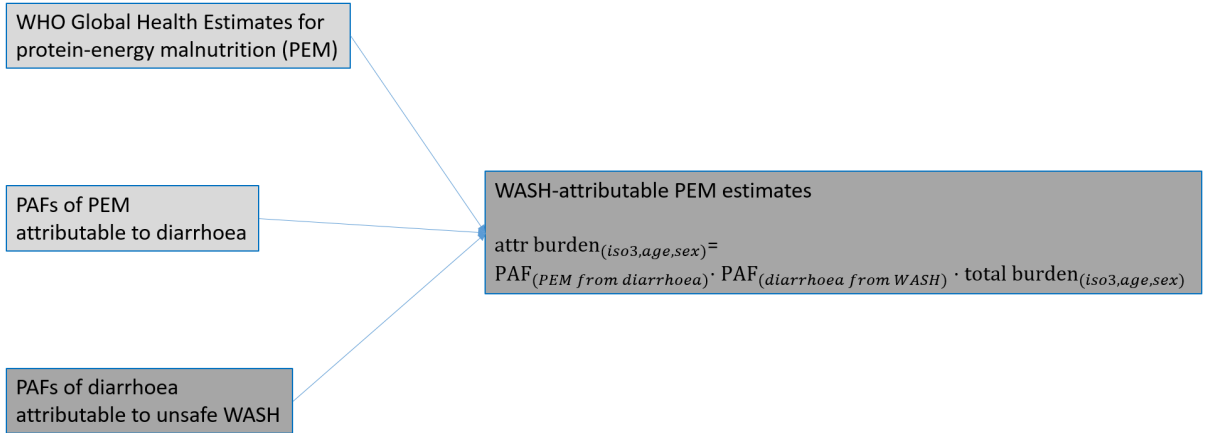 WHO Global Health Estimates for
protein-energy malnutrition (PEM)
PAFs of PEM
attributable to diarrhoea
WASH-attributable PEM estimates
attr burden(iso3,age,sex)=
PAF(PEM from diarrhoea)· PAF(diarrhoea from WASH) · total burden(iso3,age,sex)
PAFs of diarrhoea
attributable to unsafe WASH